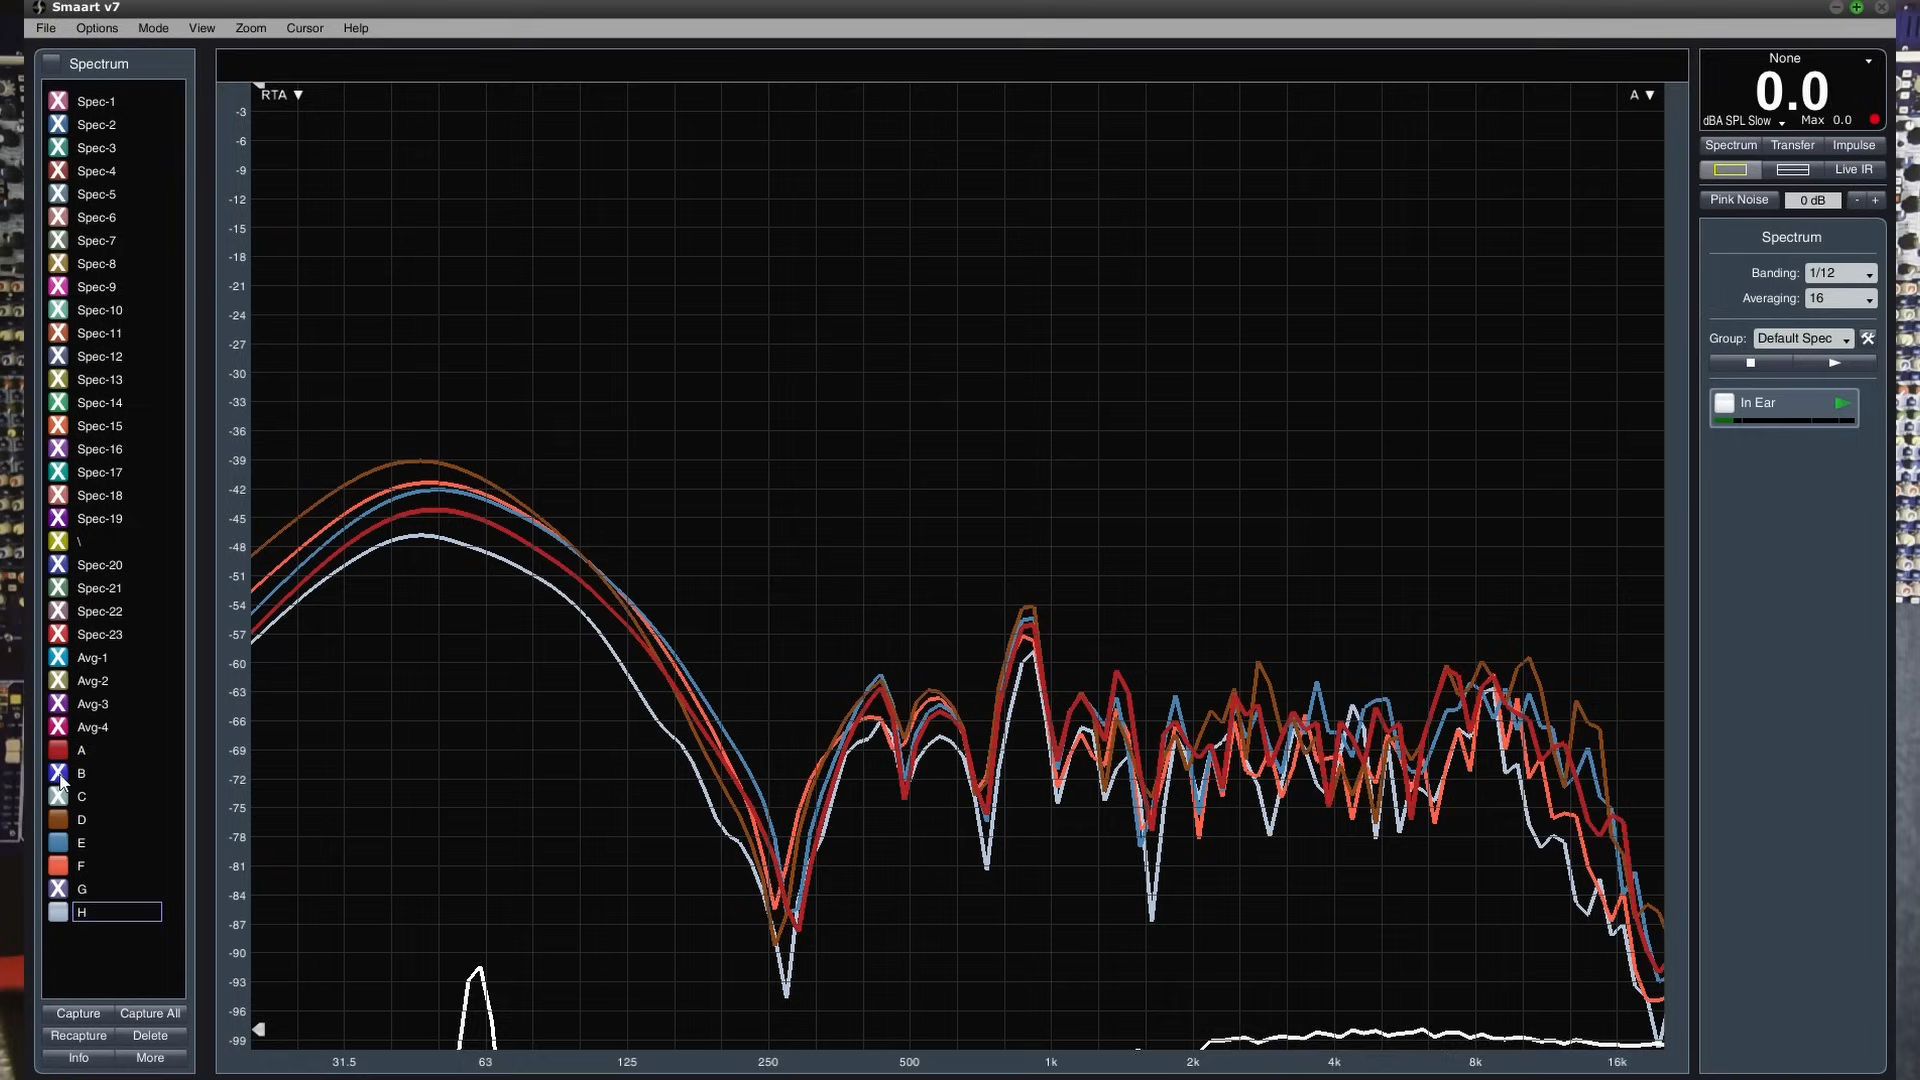 Smaart v7
File Options Mode View Zoom Cursor Help
Spectrum
Spec-1
Spec-2
Spec-3
Spec-4
Spec-5
Spec-6
Spec-7
Spec-8
Spec-9
Spec-10
Spec-11
Spec-12
Spec-13
Spec-14
Spec-15
Spec-16
Spec-17
Spec-18
Spec-19
\
Spec-20
Spec-21
Spec-22
Spec-23
Avg-1
Avg-2
Avg-3
Avg-4
A
B
C
D
E
F
G
H
Capture Capture All
Recapture Delete
Info More
RTA ▼ A ▼
-3
-6
-9
-12
-15
-18
-21
-24
-27
-30
-33
-36
-39
-42
-45
-48
-51
-54
-57
-60
-63
-66
-69
-72
-75
-78
-81
-84
-87
-90
-93
-96
-99
31.5 63 125 250 500 1k 2k 4k 8k 16k
None
0.0
dBA SPL Slow Max 0.0
Spectrum Transfer Impulse
Live IR
Pink Noise 0 dB - +
Spectrum
Banding: 1/12
Averaging: 16
Group: Default Spec
In Ear